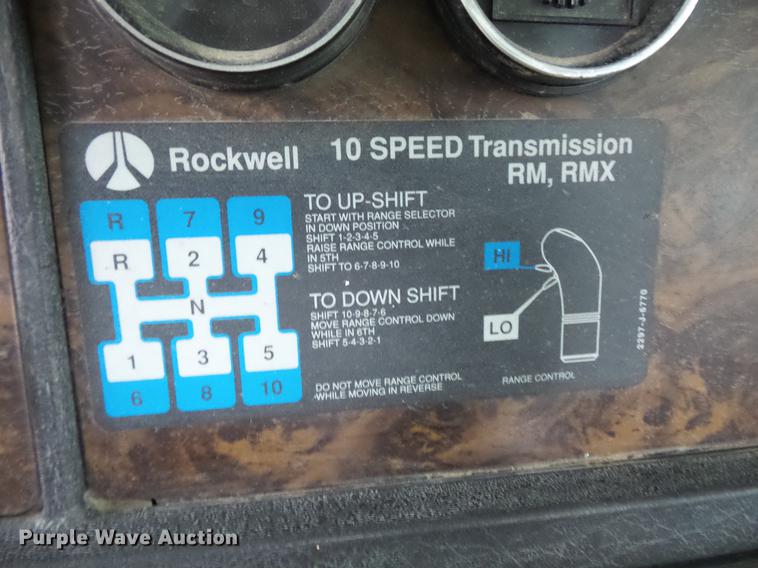 Rockwell
10 SPEED Transmission
RM, RMX
R 7 9
R 2 4
N
1 3 5
6 8 10
TO UP-SHIFT
START WITH RANGE SELECTOR
IN DOWN POSITION
SHIFT 1-2-3-4-5
RAISE RANGE CONTROL WHILE
IN 5TH
SHIFT TO 6-7-8-9-10
TO DOWN SHIFT
SHIFT 10-9-8-7-6
MOVE RANGE CONTROL DOWN
WHILE IN 6TH
SHIFT 5-4-3-2-1
DO NOT MOVE RANGE CONTROL
WHILE MOVING IN REVERSE
HI
LO
RANGE CONTROL
2297-J-6770
Purple Wave Auction